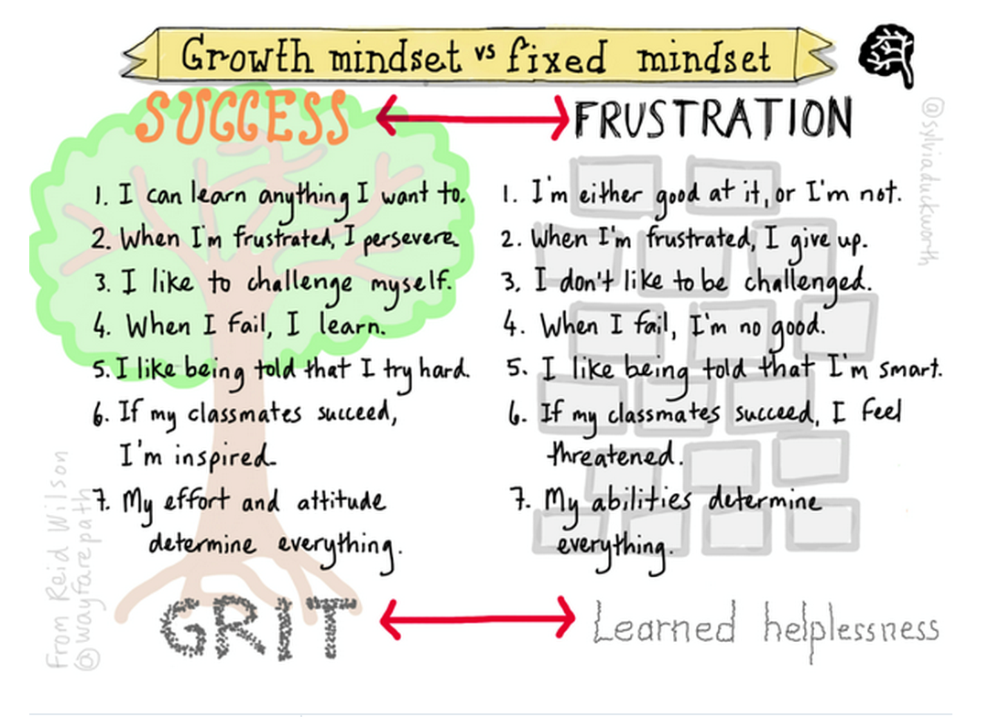 Growth mindset vs fixed mindset
SUCCESS
1. I can learn anything I want to.
2. When I'm frustrated, I persevere.
3. I like to challenge myself.
4. When I fail, I learn.
5. I like being told that I try hard.
6. If my classmates succeed,
I'm inspired.
7. My effort and attitude
determine everything.
GRIT
FRUSTRATION
1. I'm either good at it, or I'm not.
2. When I'm frustrated, I give up.
3. I don't like to be challenged.
4. When I fail, I'm no good.
5. I like being told that I'm smart.
6. If my classmates succeed, I feel
threatened.
7. My abilities determine
everything.
Learned helplessness
@sylviaduckworth
From Reid Wilson
@wayfarepath